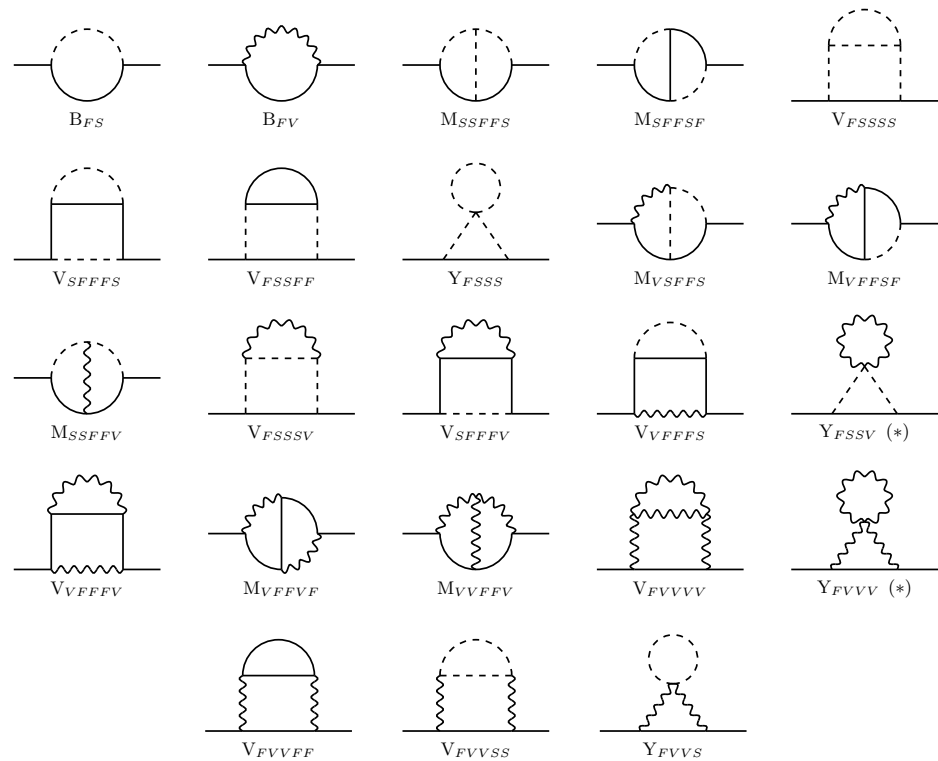 B_{FS} B_{FV} M_{SSFFS} M_{SFFSF} V_{FSSSS}
V_{SFFFS} V_{FSSFF} Y_{FSSS} M_{VSFFS} M_{VFFSF}
M_{SSFFV} V_{FSSSV} V_{SFFFV} V_{VFFFS} Y_{FSSV} (*)
V_{VFFFV} M_{VFFVF} M_{VVFFV} V_{FVVVV} Y_{FVVV} (*)
V_{FVVFF} V_{FVVSS} Y_{FVVS}